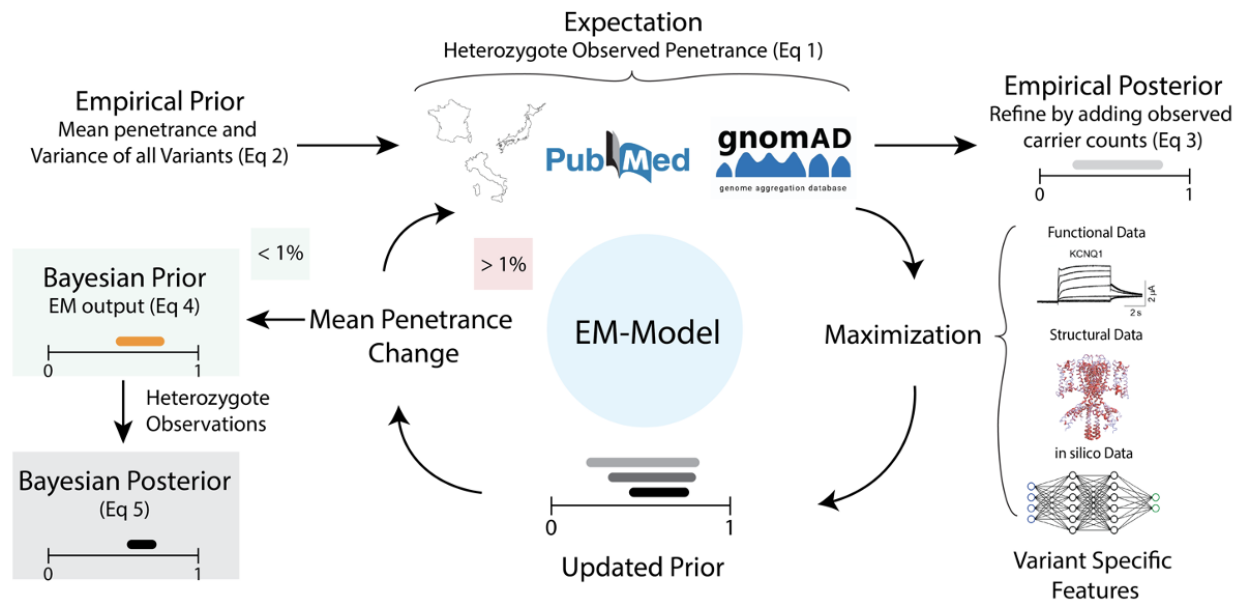 Expectation
Heterozygote Observed Penetrance (Eq 1)
Empirical Prior
Mean penetrance and
Variance of all Variants (Eq 2)
PubMed
gnomAD
genome aggregation database
Empirical Posterior
Refine by adding observed
carrier counts (Eq 3)
0
1
< 1%
> 1%
Bayesian Prior
EM output (Eq 4)
0
1
Mean Penetrance
Change
EM-Model
Maximization
Functional Data
KCNQ1
2 µA
2 s
Structural Data
in silico Data
Variant Specific
Features
Heterozygote
Observations
Bayesian Posterior
(Eq 5)
0
1
0
1
Updated Prior